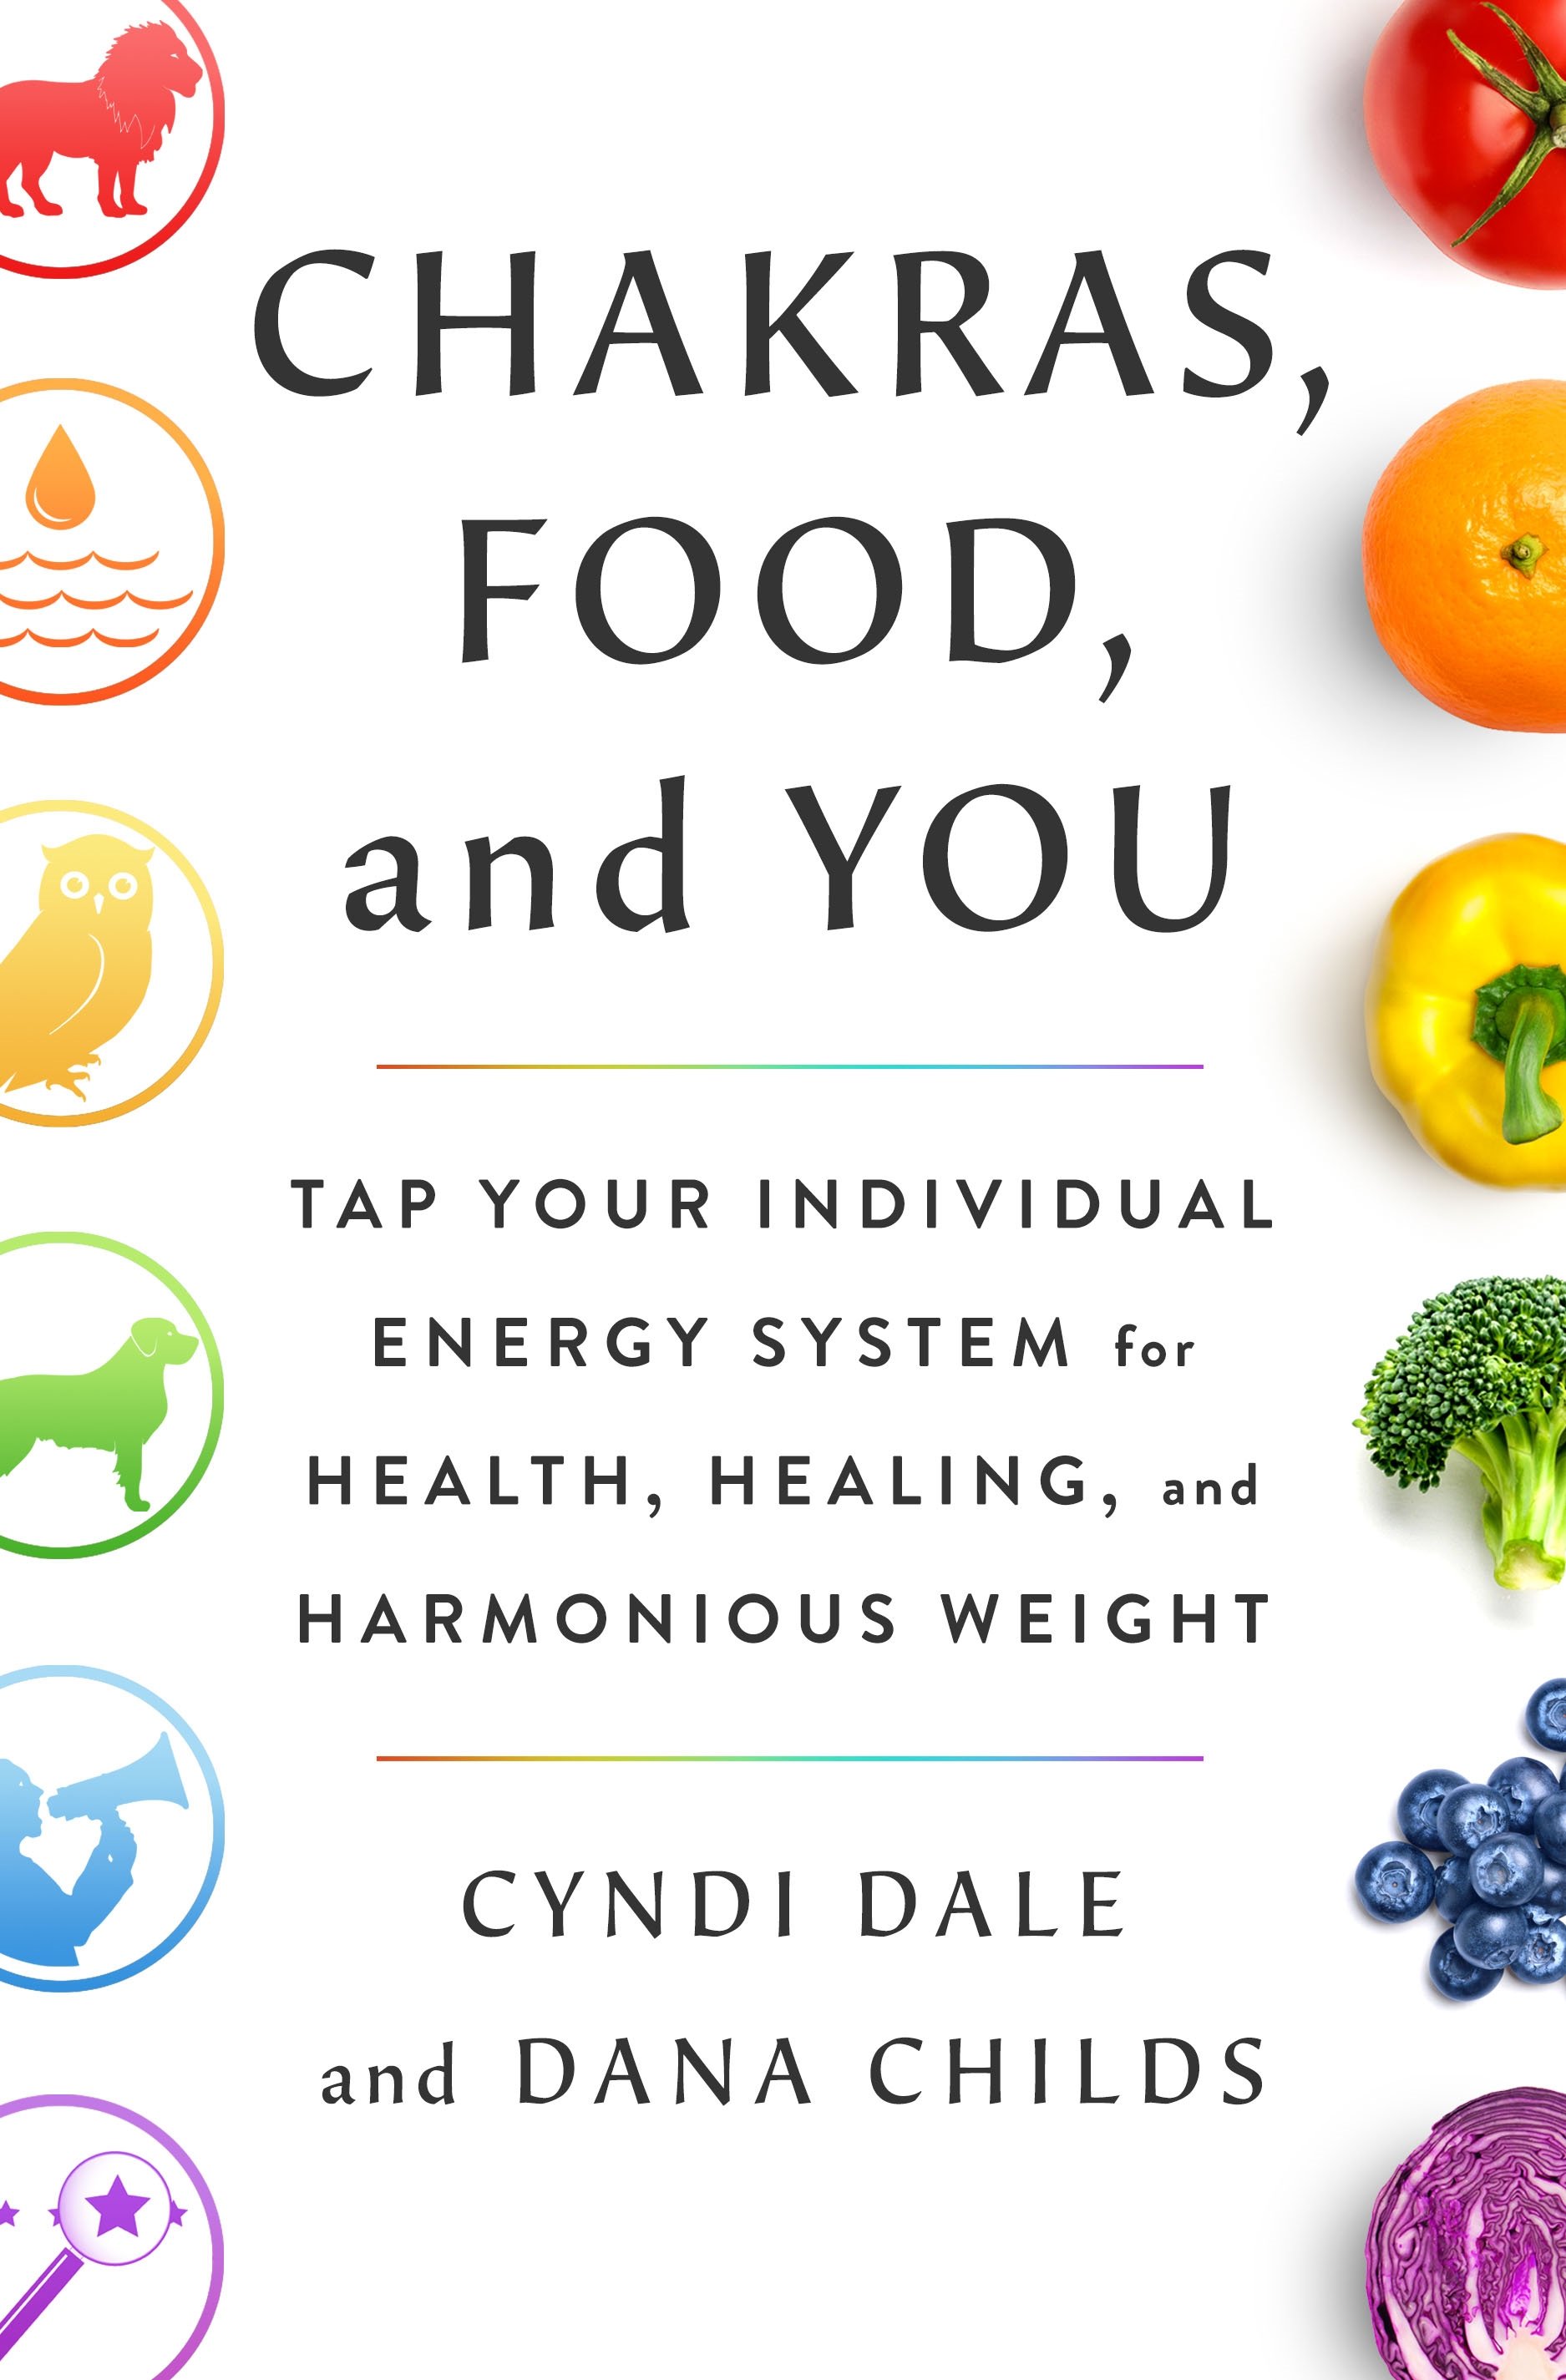 CHAKRAS,
FOOD,
and YOU
TAP YOUR INDIVIDUAL
ENERGY SYSTEM for
HEALTH, HEALING, and
HARMONIOUS WEIGHT
CYNDI DALE
and DANA CHILDS